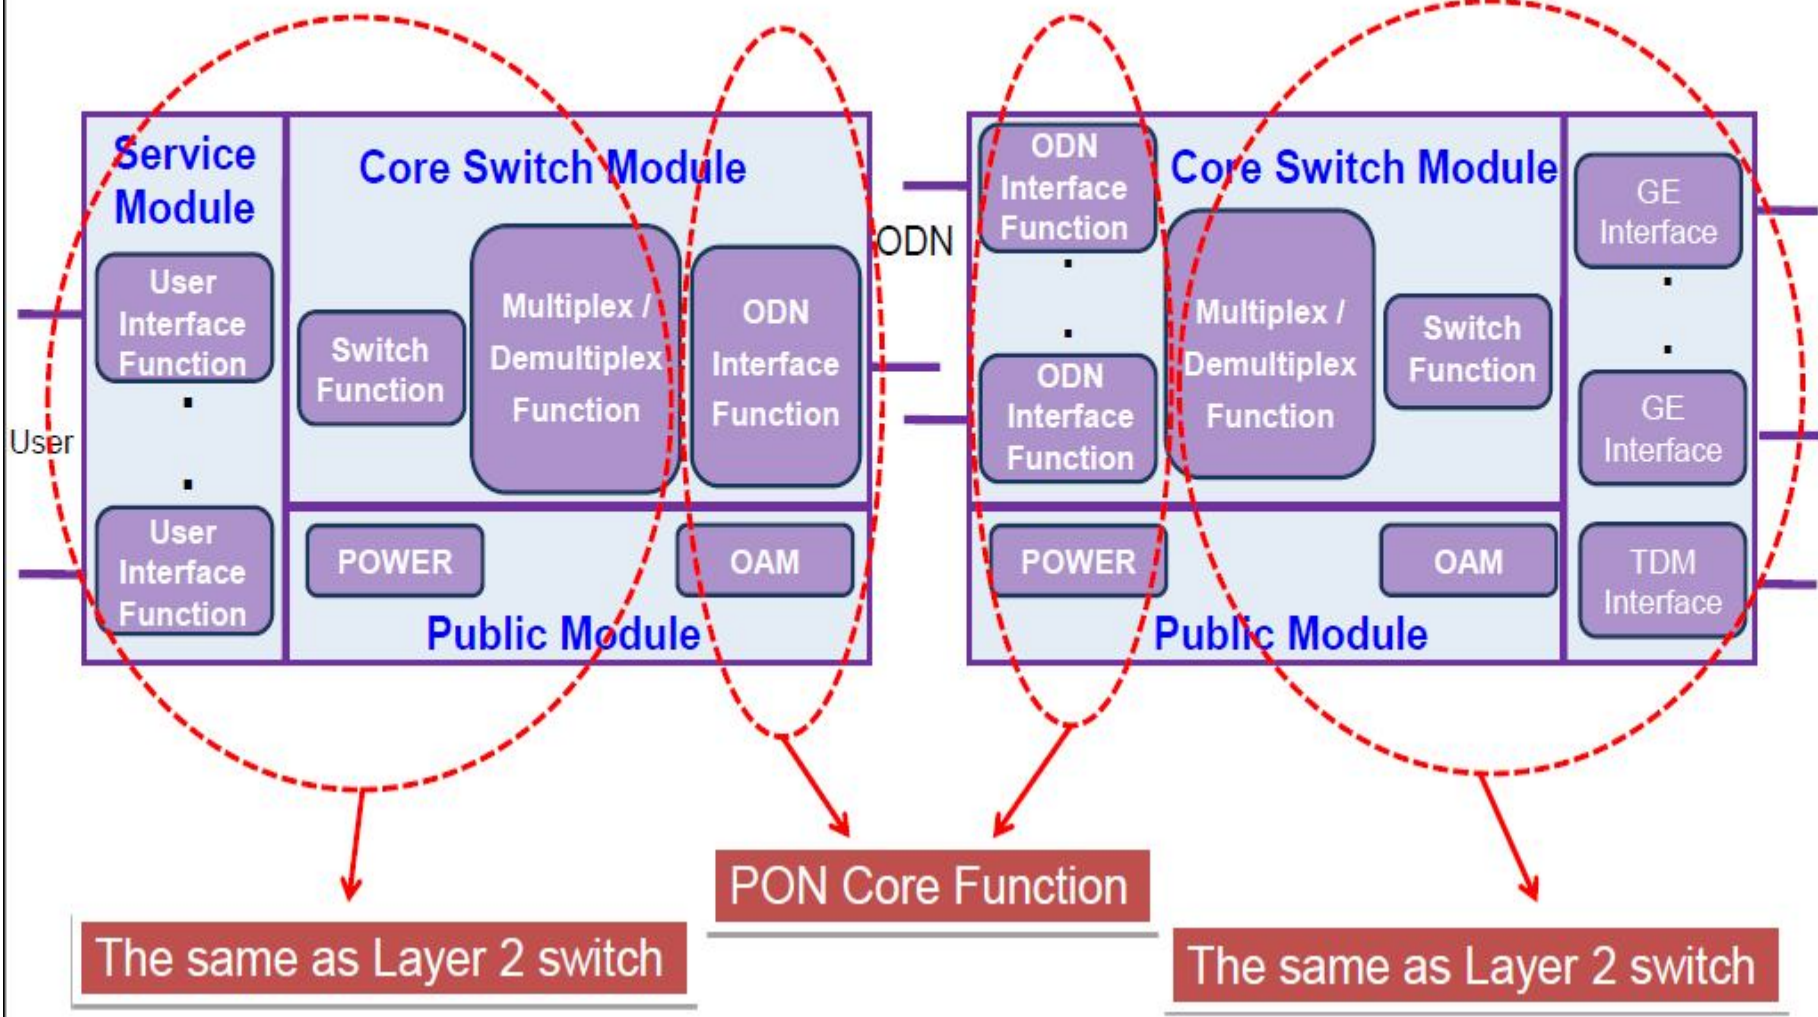 Service
Module
User
Interface
Function
User
Interface
Function
User
Core Switch Module
Switch
Function
Multiplex /
Demultiplex
Function
ODN
Interface
Function
POWER
OAM
Public Module
ODN
ODN
Interface
Function
ODN
Interface
Function
Core Switch Module
Multiplex /
Demultiplex
Function
Switch
Function
POWER
OAM
Public Module
GE
Interface
GE
Interface
TDM
Interface
PON Core Function
The same as Layer 2 switch
The same as Layer 2 switch